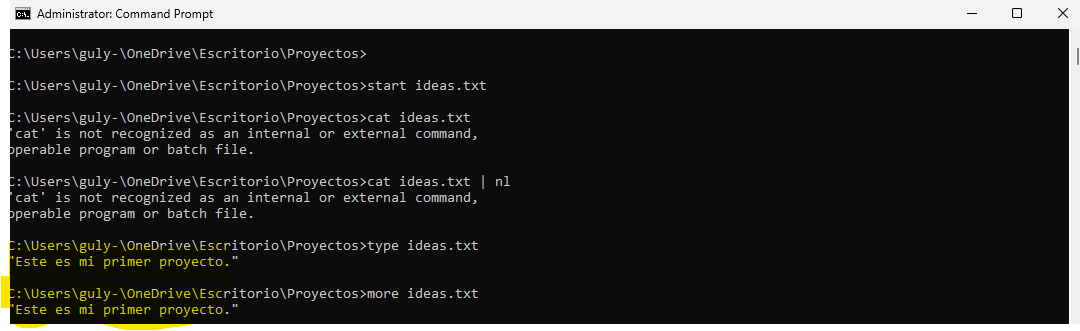 Administrator: Command Prompt
C:\Users\guly-\OneDrive\Escritorio\Proyectos>
C:\Users\guly-\OneDrive\Escritorio\Proyectos>start ideas.txt
C:\Users\guly-\OneDrive\Escritorio\Proyectos>cat ideas.txt
'cat' is not recognized as an internal or external command,
operable program or batch file.
C:\Users\guly-\OneDrive\Escritorio\Proyectos>cat ideas.txt | nl
'cat' is not recognized as an internal or external command,
operable program or batch file.
C:\Users\guly-\OneDrive\Escritorio\Proyectos>type ideas.txt
"Este es mi primer proyecto."
C:\Users\guly-\OneDrive\Escritorio\Proyectos>more ideas.txt
"Este es mi primer proyecto."